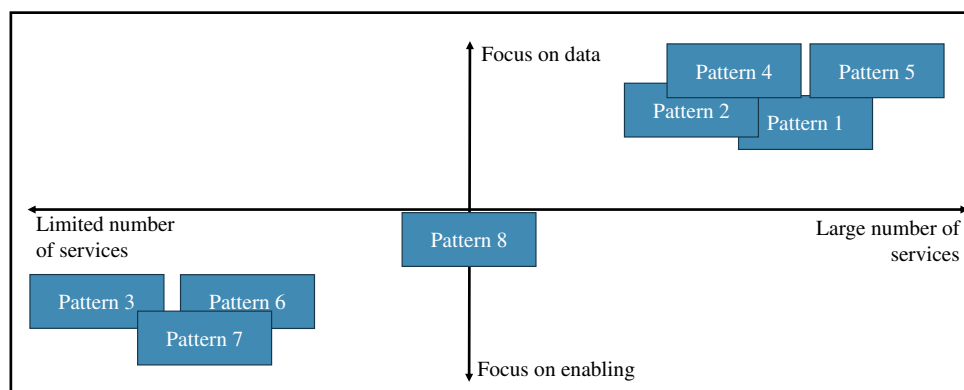 Focus on data
Pattern 4
Pattern 5
Pattern 2
Pattern 1
Limited number
of services
Pattern 8
Large number of
services
Pattern 3
Pattern 6
Pattern 7
Focus on enabling